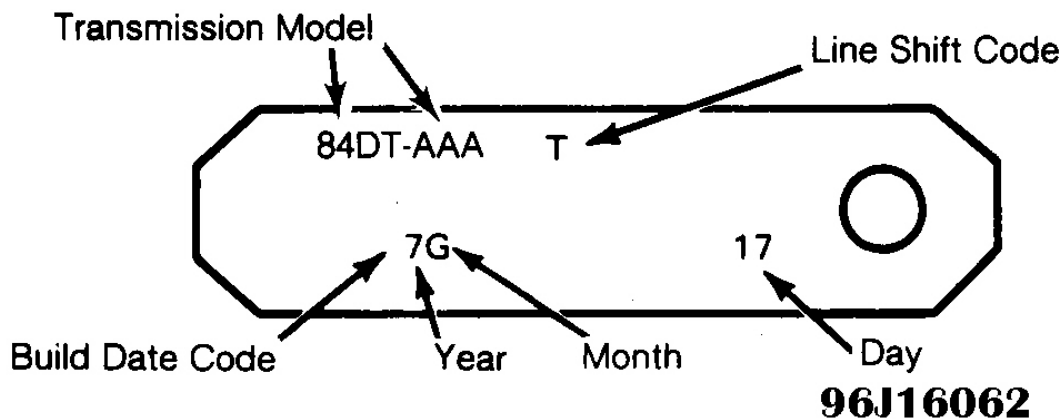 Transmission Model
Line Shift Code
84DT-AAA T
7G 17
Build Date Code Year Month Day
96J16062